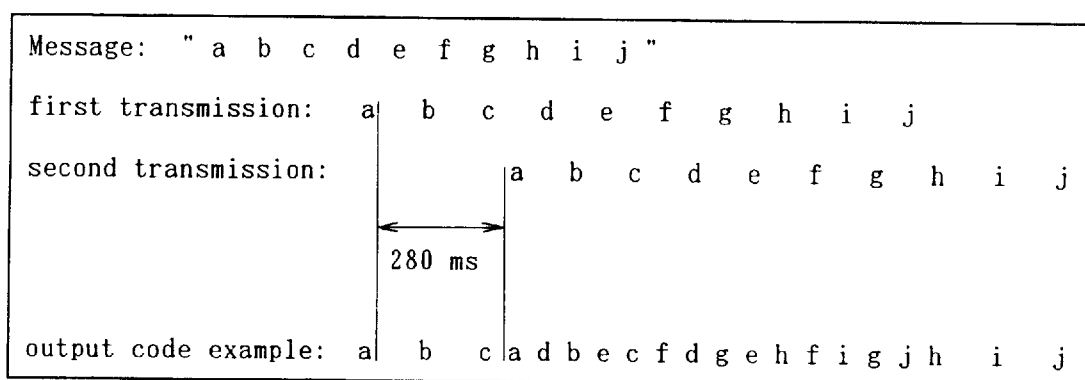 Message: " a b c d e f g h i j "
first transmission: a b c d e f g h i j
second transmission: a b c d e f g h i j
280 ms
output code example: a b c a d b e c f d g e h f i g j h i j